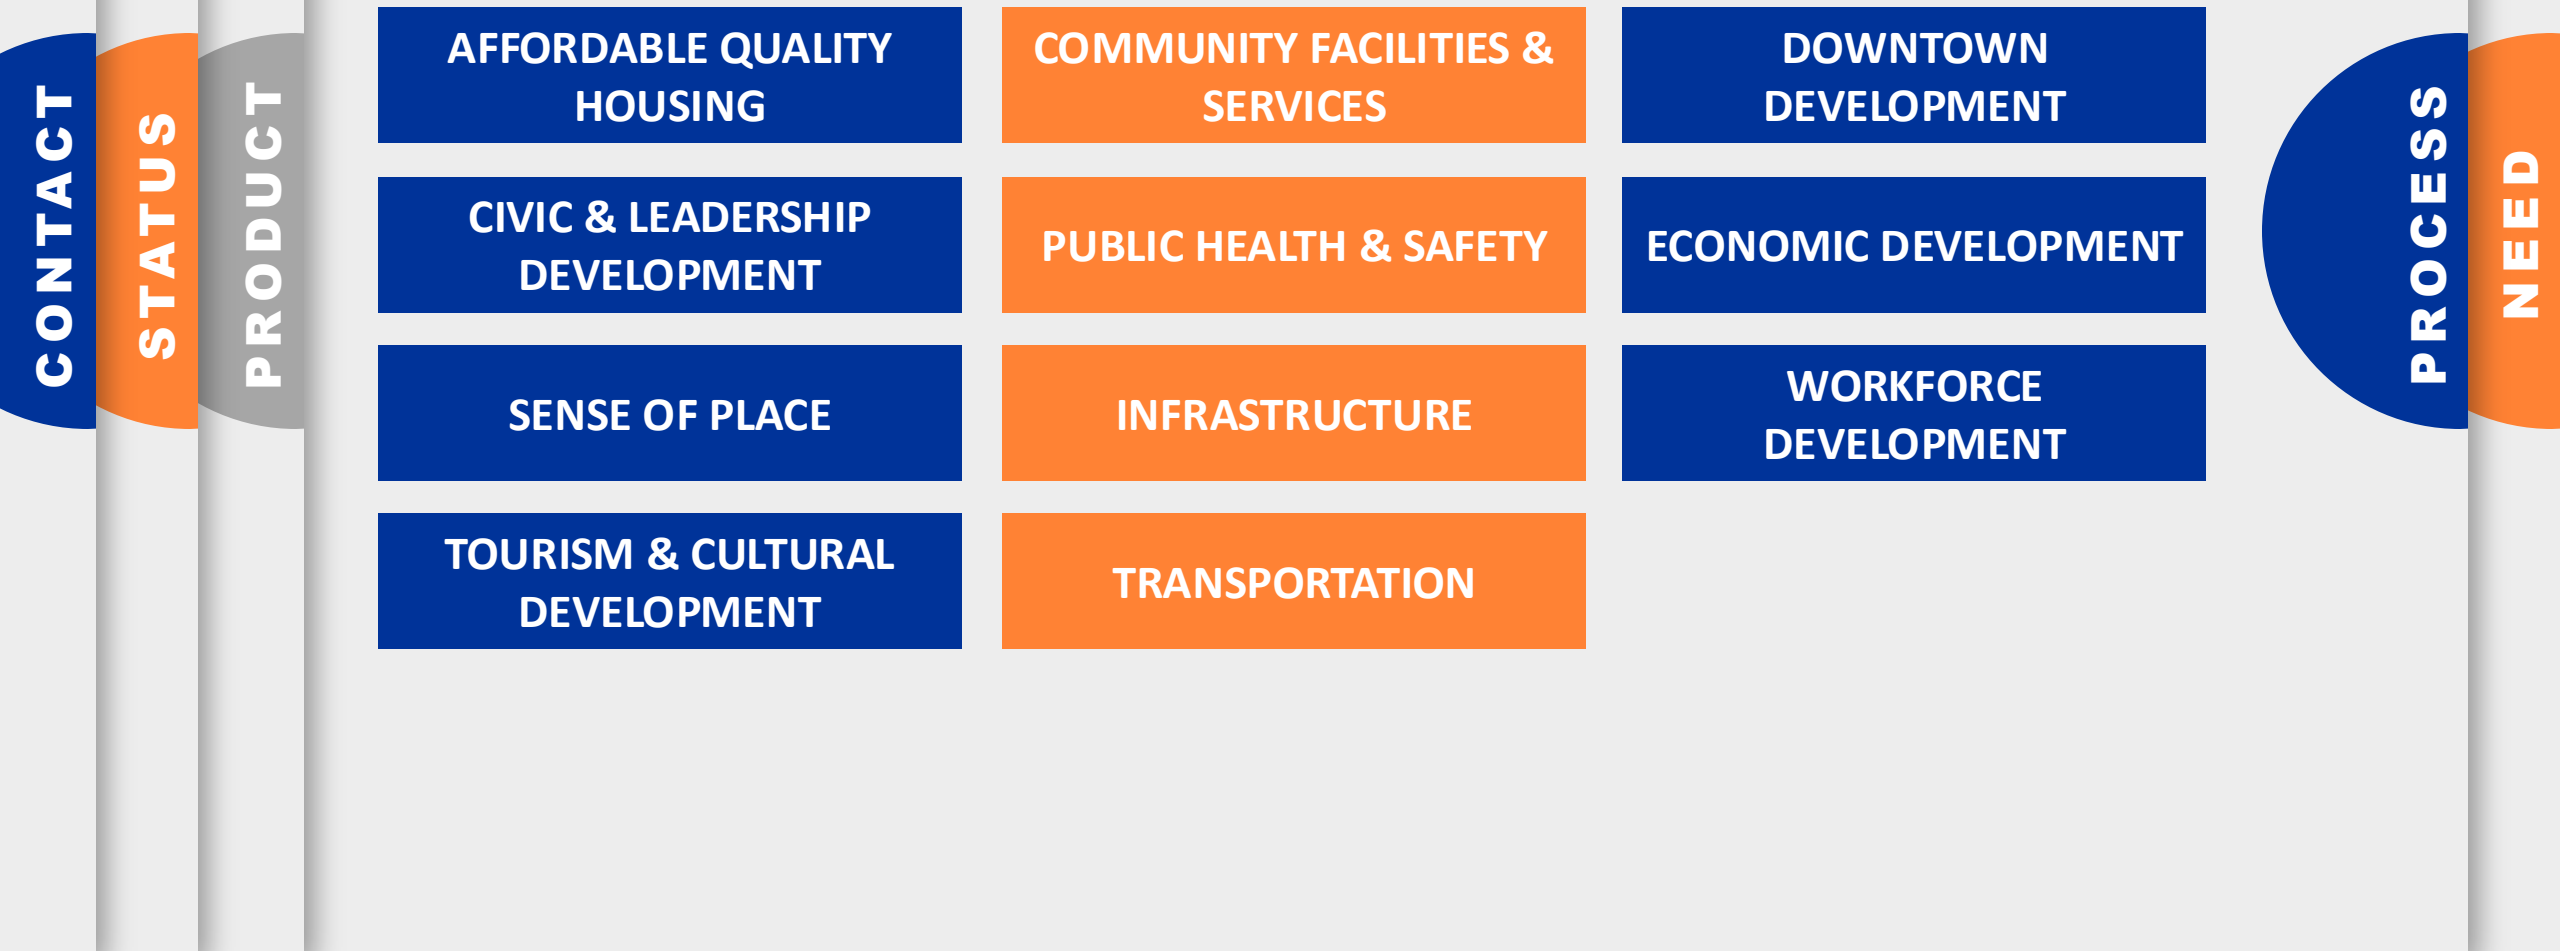 CONTACT
STATUS
PRODUCT
AFFORDABLE QUALITY
HOUSING
COMMUNITY FACILITIES &
SERVICES
DOWNTOWN
DEVELOPMENT
CIVIC & LEADERSHIP
DEVELOPMENT
PUBLIC HEALTH & SAFETY
ECONOMIC DEVELOPMENT
SENSE OF PLACE
INFRASTRUCTURE
WORKFORCE
DEVELOPMENT
TOURISM & CULTURAL
DEVELOPMENT
TRANSPORTATION
PROCESS
NEED